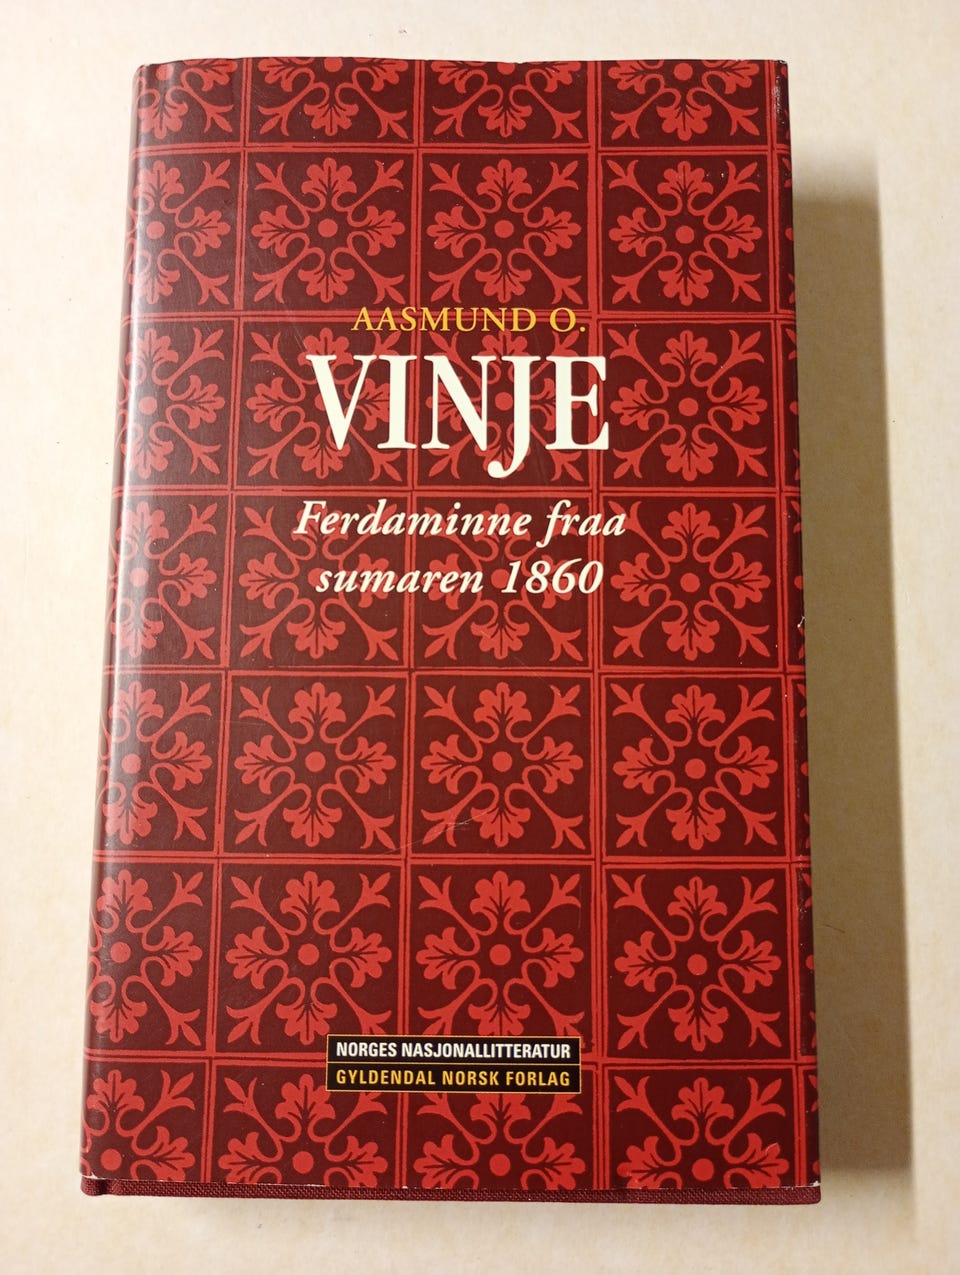 AASMUND O.
VINJE
Ferdaminne fraa
sumaren 1860
NORGES NASJONALLITTERATUR
GYLDENDAL NORSK FORLAG